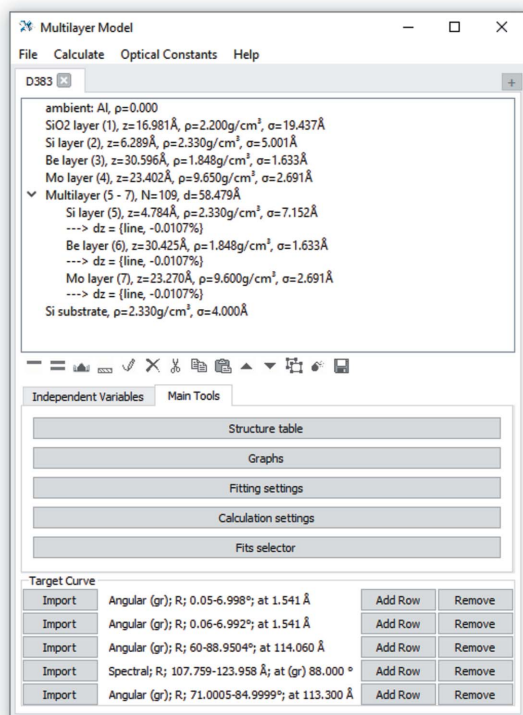 Multilayer Model
File Calculate Optical Constants Help
D383
ambient: Al, ρ=0.000
SiO2 layer (1), z=16.981Å, ρ=2.200g/cm³, σ=19.437Å
Si layer (2), z=6.289Å, ρ=2.330g/cm³, σ=5.001Å
Be layer (3), z=30.596Å, ρ=1.848g/cm³, σ=1.633Å
Mo layer (4), z=23.402Å, ρ=9.650g/cm³, σ=2.691Å
Multilayer (5 - 7), N=109, d=58.479Å
Si layer (5), z=4.784Å, ρ=2.330g/cm³, σ=7.152Å
---> dz = {line, -0.0107%}
Be layer (6), z=30.425Å, ρ=1.848g/cm³, σ=1.633Å
---> dz = {line, -0.0107%}
Mo layer (7), z=23.270Å, ρ=9.600g/cm³, σ=2.691Å
---> dz = {line, -0.0107%}
Si substrate, ρ=2.330g/cm³, σ=4.000Å
Independent Variables Main Tools
Structure table
Graphs
Fitting settings
Calculation settings
Fits selector
Target Curve
Import Angular (gr); R; 0.05-6.998°; at 1.541 Å Add Row Remove
Import Angular (gr); R; 0.06-6.992°; at 1.541 Å Add Row Remove
Import Angular (gr); R; 60-88.9504°; at 114.060 Å Add Row Remove
Import Spectral; R; 107.759-123.958 Å; at (gr) 88.000 ° Add Row Remove
Import Angular (gr); R; 71.0005-84.9999°; at 113.300 Å Add Row Remove